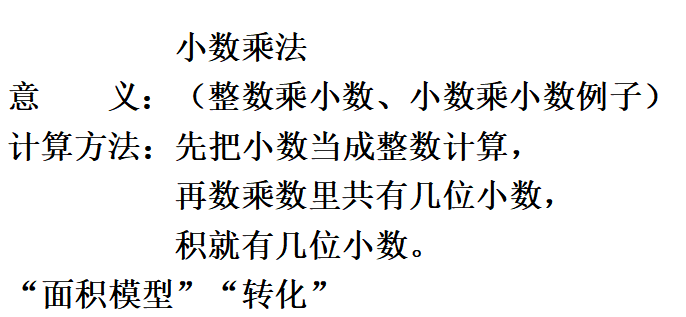 小数乘法
意　　义：（整数乘小数、小数乘小数例子）
计算方法：先把小数当成整数计算，
再数乘数里共有几位小数，
积就有几位小数。
“面积模型”“转化”